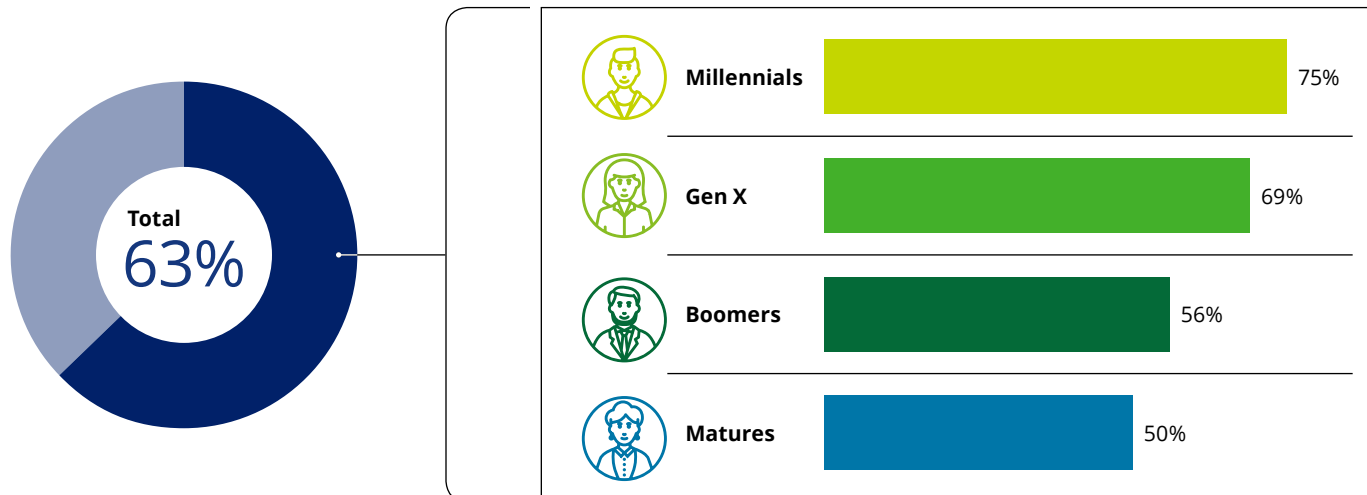 Total
63%
Millennials 75%
Gen X 69%
Boomers 56%
Matures 50%